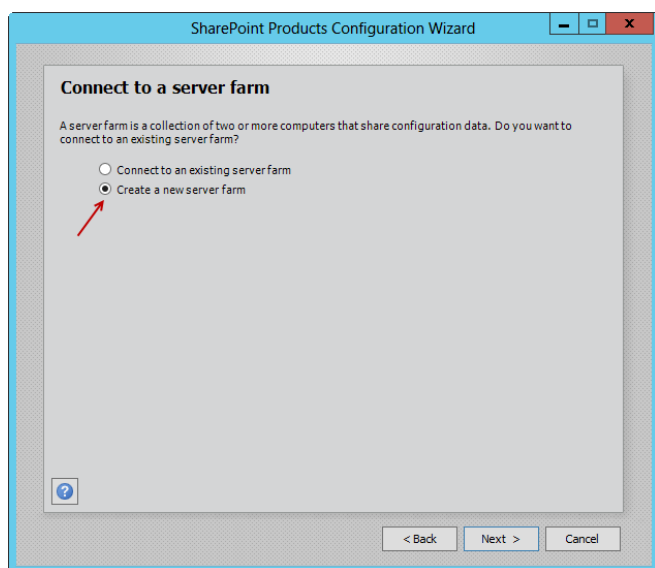 SharePoint Products Configuration Wizard
Connect to a server farm
A server farm is a collection of two or more computers that share configuration data. Do you want to
connect to an existing server farm?
Connect to an existing server farm
Create a new server farm
?
< Back
Next >
Cancel